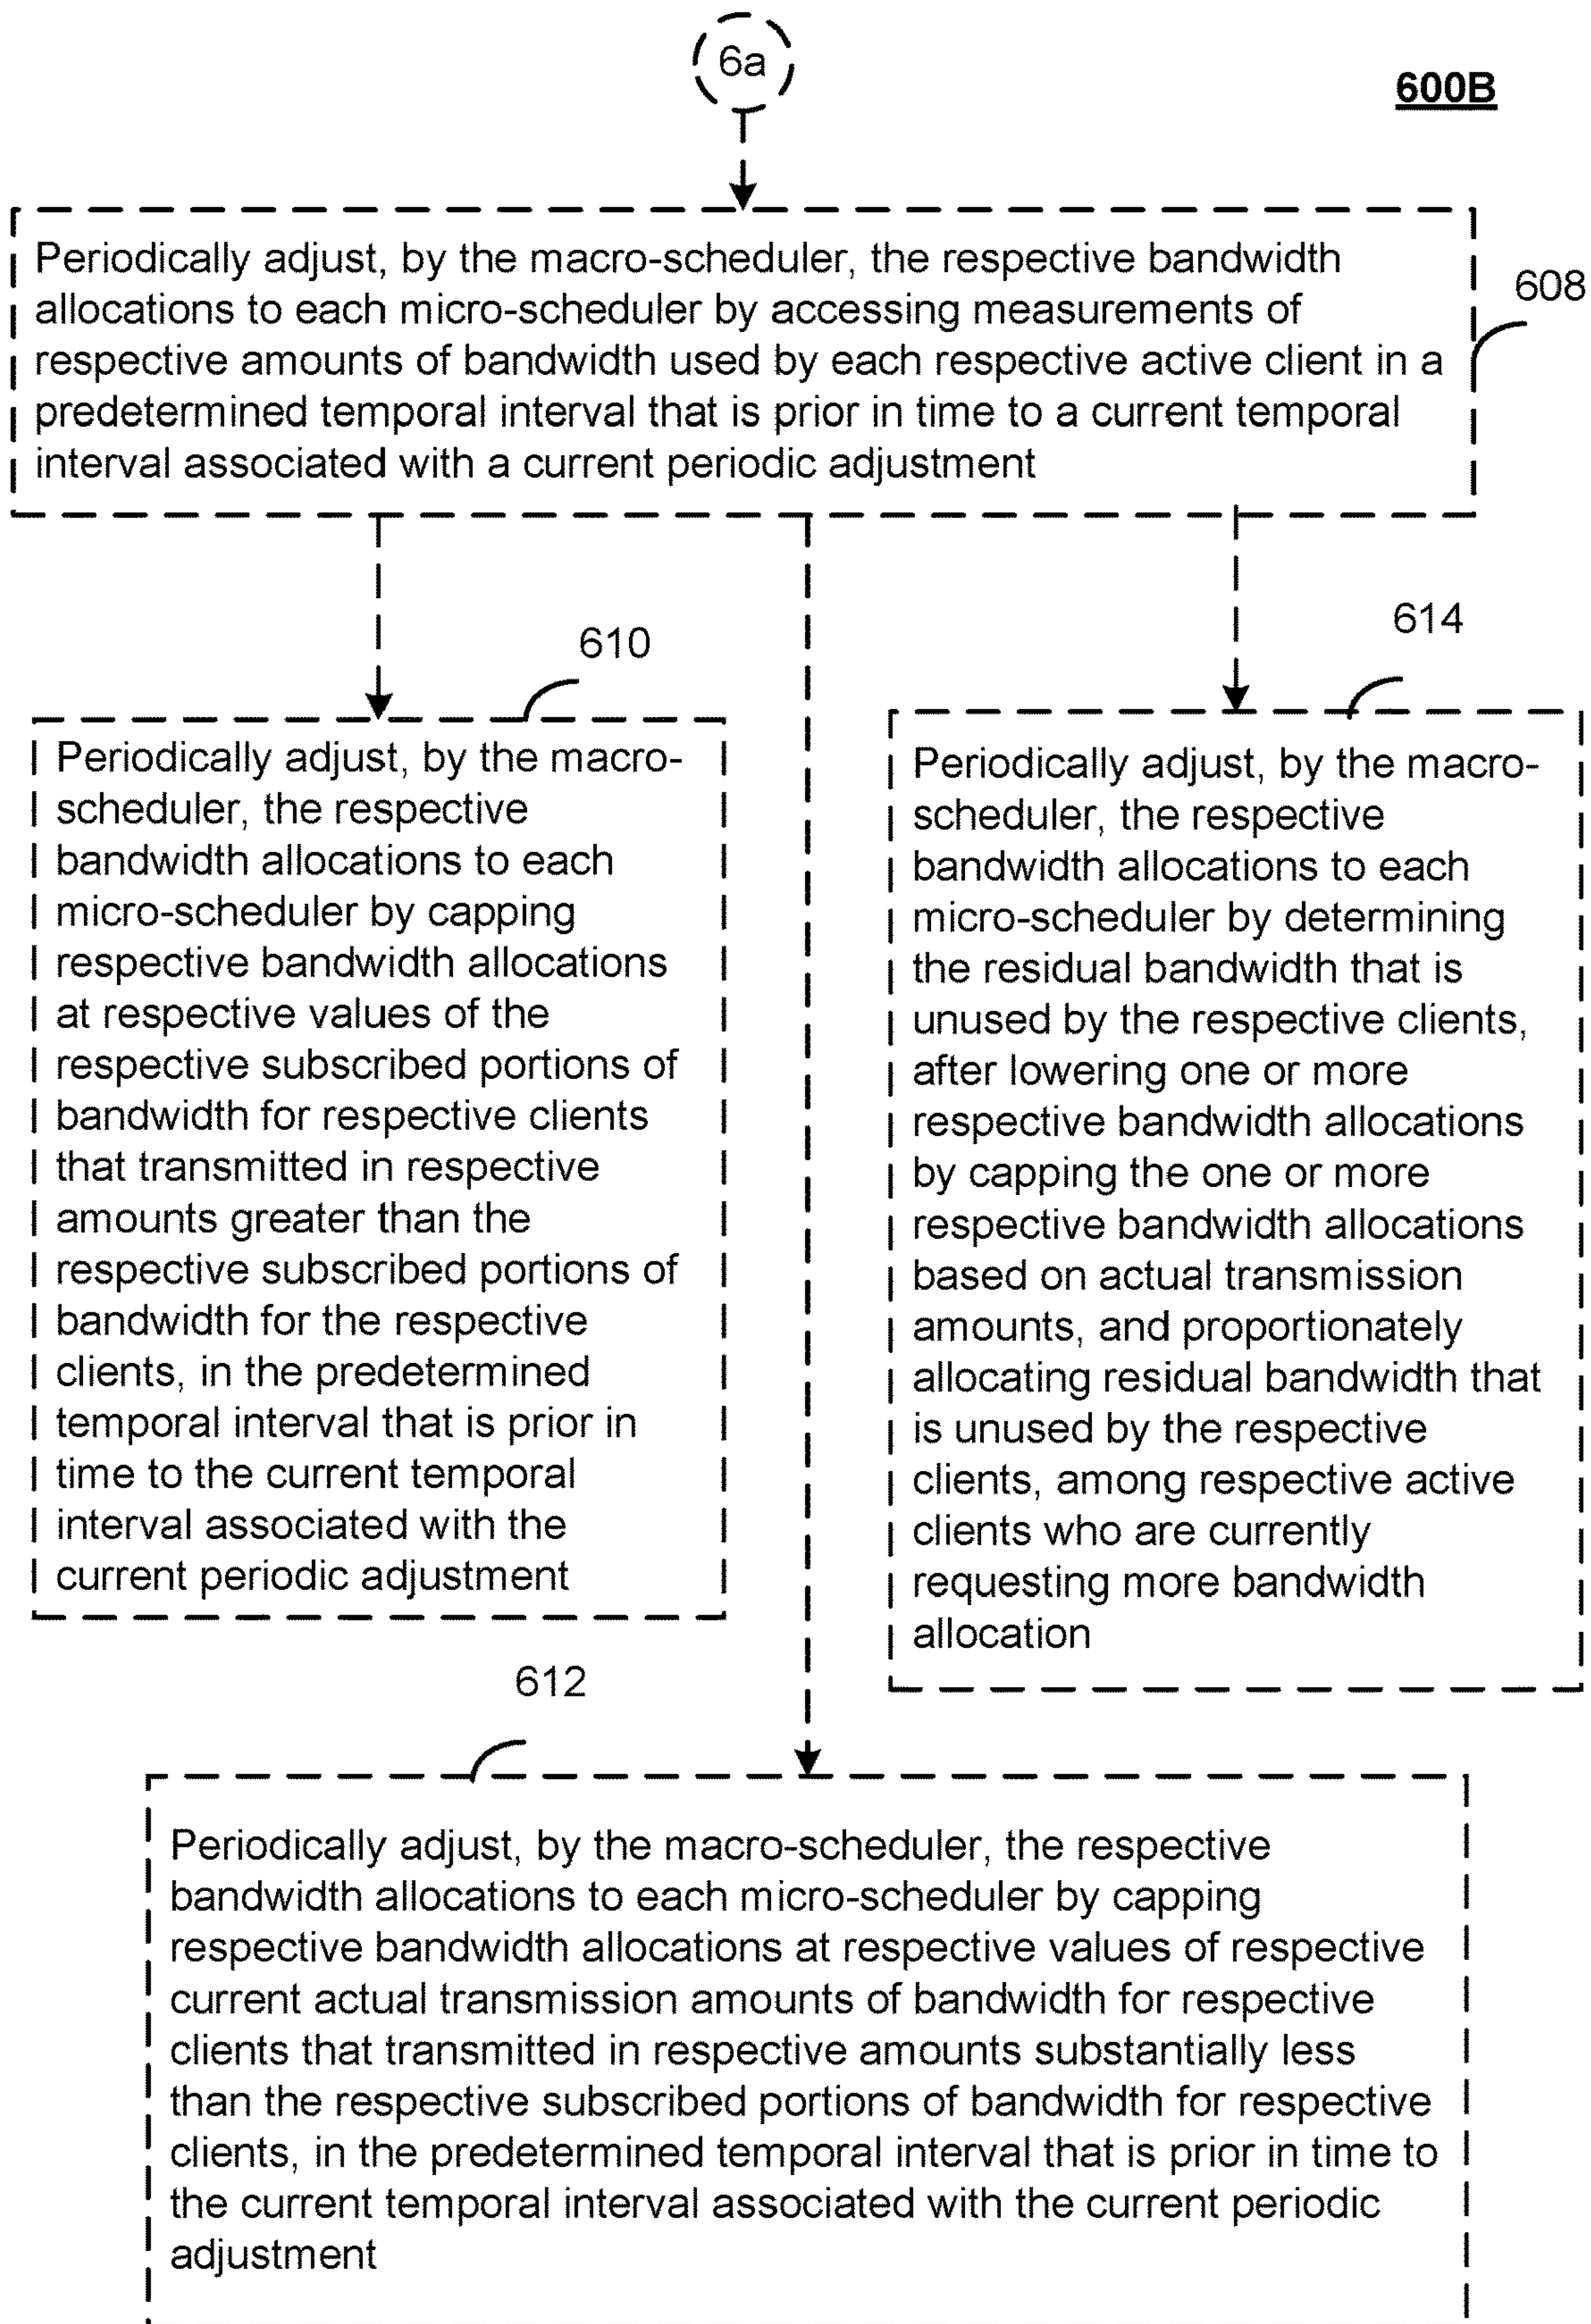 6a
600B
Periodically adjust, by the macro-scheduler, the respective bandwidth
allocations to each micro-scheduler by accessing measurements of
respective amounts of bandwidth used by each respective active client in a
predetermined temporal interval that is prior in time to a current temporal
interval associated with a current periodic adjustment
608
610
Periodically adjust, by the macro-
scheduler, the respective
bandwidth allocations to each
micro-scheduler by capping
respective bandwidth allocations
at respective values of the
respective subscribed portions of
bandwidth for respective clients
that transmitted in respective
amounts greater than the
respective subscribed portions of
bandwidth for the respective
clients, in the predetermined
temporal interval that is prior in
time to the current temporal
interval associated with the
current periodic adjustment
614
Periodically adjust, by the macro-
scheduler, the respective
bandwidth allocations to each
micro-scheduler by determining
the residual bandwidth that is
unused by the respective clients,
after lowering one or more
respective bandwidth allocations
by capping the one or more
respective bandwidth allocations
based on actual transmission
amounts, and proportionately
allocating residual bandwidth that
is unused by the respective
clients, among respective active
clients who are currently
requesting more bandwidth
allocation
612
Periodically adjust, by the macro-scheduler, the respective
bandwidth allocations to each micro-scheduler by capping
respective bandwidth allocations at respective values of respective
current actual transmission amounts of bandwidth for respective
clients that transmitted in respective amounts substantially less
than the respective subscribed portions of bandwidth for respective
clients, in the predetermined temporal interval that is prior in time to
the current temporal interval associated with the current periodic
adjustment